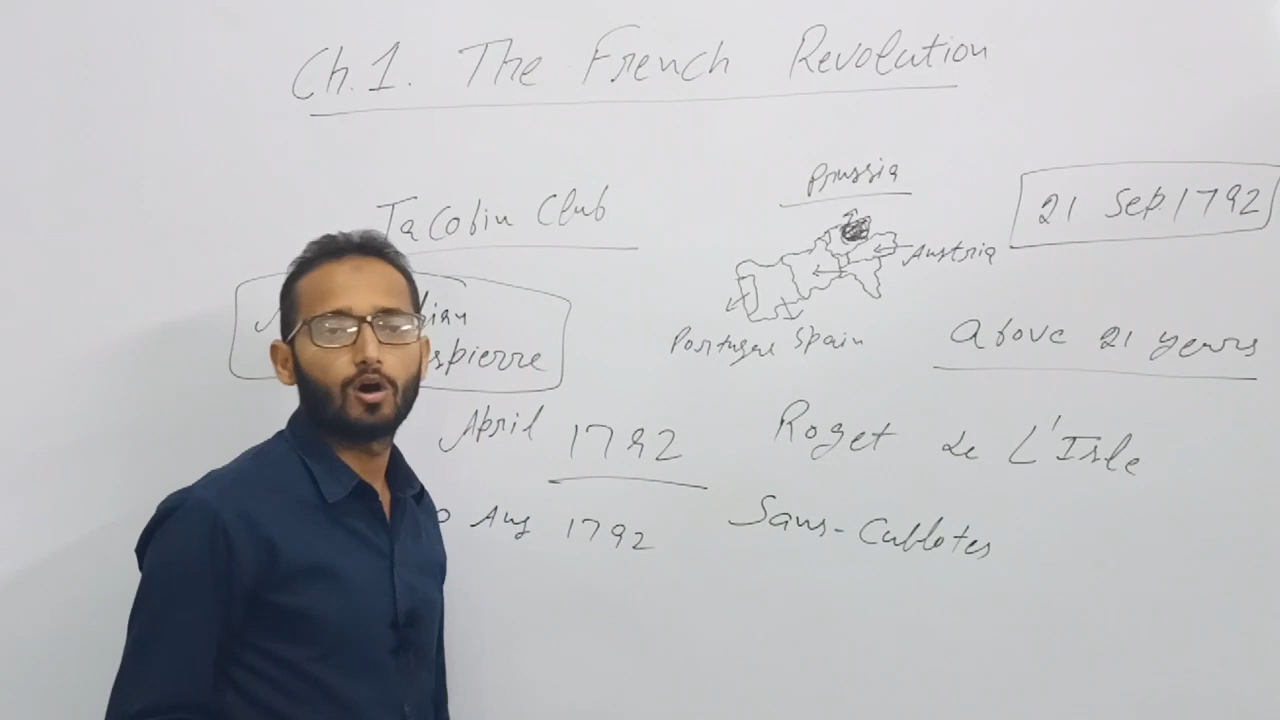 Ch.1. The French Revolution
Jacobin Club
Prussia
21 Sep 1792
Austria
Portugal Spain
spierre
Above 21 years
April 1792
Roget de L'Isle
Aug 1792
Sans-Cublotes